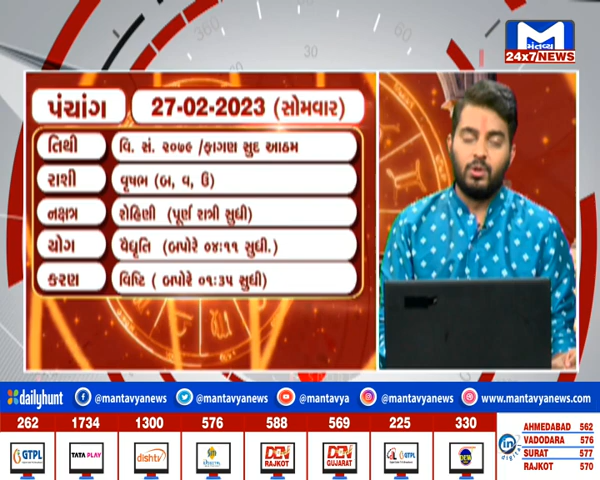 મંતવ્ય
24x7NEWS
પંચાંગ
27-02-2023 (સોમવાર)
તિથી
વિ. સં. ૨૦૭૯ /ફાગણ સુદ આઠમ
રાશી
વૃષભ (બ, વ, ઉ)
નક્ષત્ર
રોહિણી (પૂર્ણ રાત્રી સુધી)
યોગ
વૈધૃતિ (બપોરે ૦૪:૧૧ સુધી.)
કરણ
વિષ્ટિ ( બપોરે ૦૧:૩૫ સુધી)
dailyhunt
@mantavyanews
@mantavyanews
@mantavya
@mantavyanews
www.mantavyanews.com
262
1734
1300
576
588
569
225
330
GTPL
TATA PLAY
dishtv
DEN RAJKOT
DEN GUJARAT
GTPL
in digital
AHMEDABAD 562
VADODARA 576
SURAT 577
RAJKOT 570